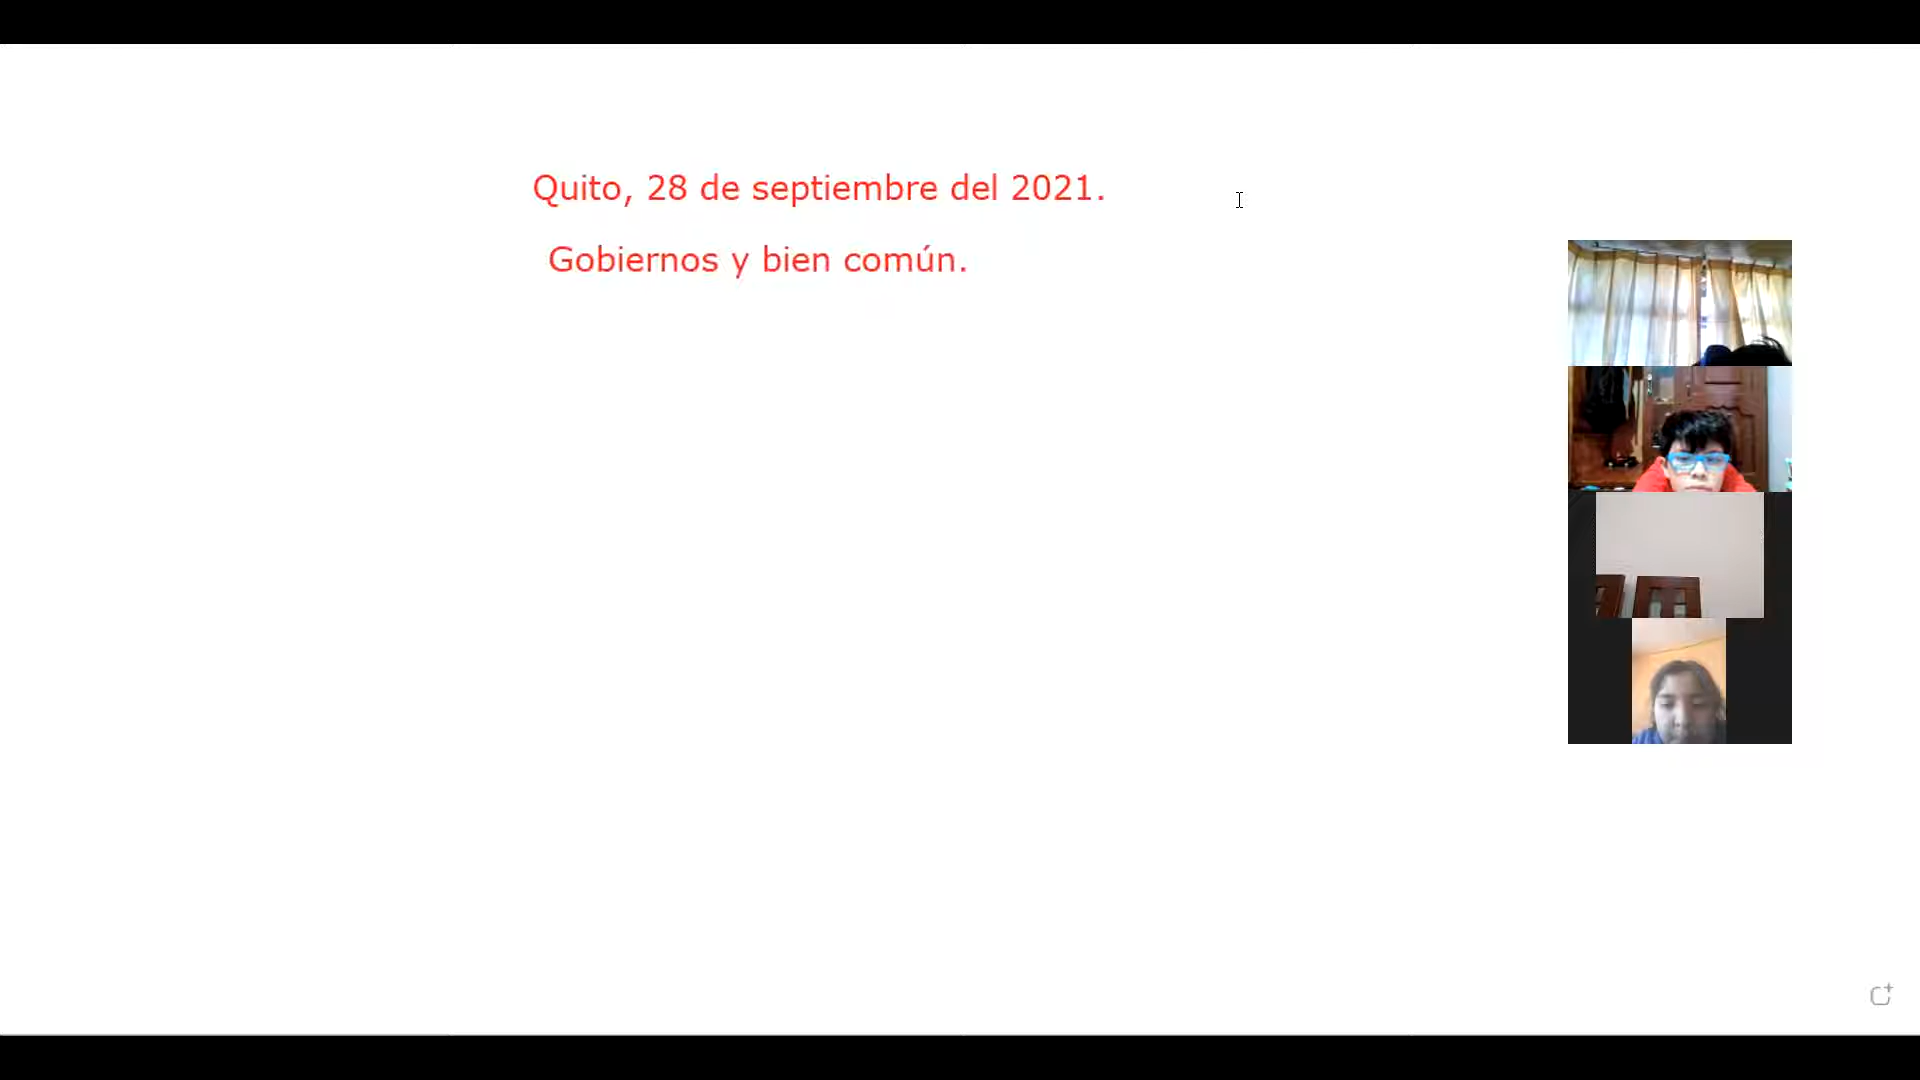 Quito, 28 de septiembre del 2021.
Gobiernos y bien común.